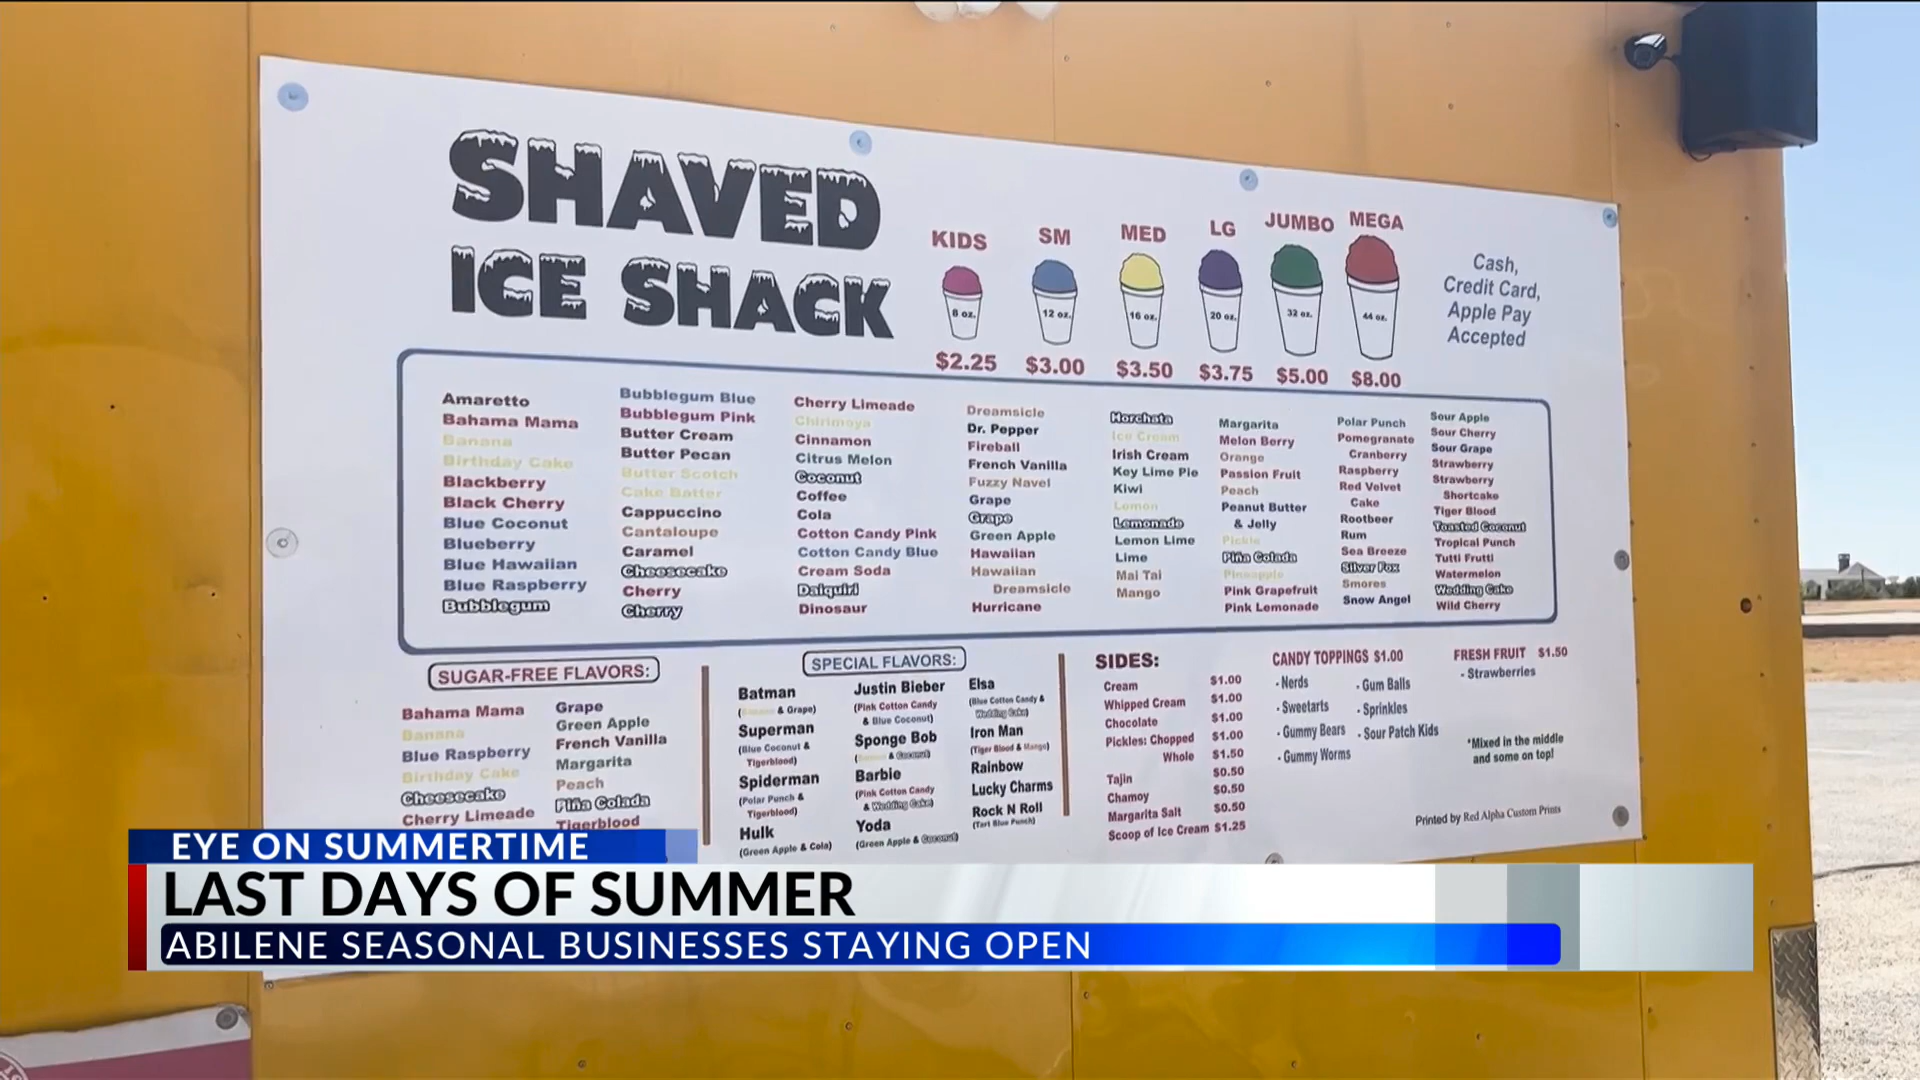 SHAVED
ICE SHACK
KIDS SM MED LG JUMBO MEGA
8 oz. 12 oz. 16 oz. 20 oz. 32 oz. 44 oz.
$2.25 $3.00 $3.50 $3.75 $5.00 $8.00
Cash,
Credit Card,
Apple Pay
Accepted
Amaretto
Bahama Mama
Banana
Birthday Cake
Blackberry
Black Cherry
Blue Coconut
Blueberry
Blue Hawaiian
Blue Raspberry
Bubblegum
Bubblegum Blue
Bubblegum Pink
Butter Cream
Butter Pecan
Butter Scotch
Cake Batter
Cappuccino
Cantaloupe
Caramel
Cheesecake
Cherry
Cherry
Cherry Limeade
Chirimoya
Cinnamon
Citrus Melon
Coconut
Coffee
Cola
Cotton Candy Pink
Cotton Candy Blue
Cream Soda
Daiquiri
Dinosaur
Dreamsicle
Dr. Pepper
Fireball
French Vanilla
Fuzzy Navel
Grape
Grape
Green Apple
Hawaiian
Hawaiian
Dreamsicle
Hurricane
Horchata
Ice Cream
Irish Cream
Key Lime Pie
Kiwi
Lemon
Lemonade
Lemon Lime
Lime
Mai Tai
Mango
Margarita
Melon Berry
Orange
Passion Fruit
Peach
Peanut Butter
& Jelly
Pickle
Piña Colada
Pineapple
Pink Grapefruit
Pink Lemonade
Polar Punch
Pomegranate
Cranberry
Raspberry
Red Velvet
Cake
Rootbeer
Rum
Sea Breeze
Silver Fox
Smores
Snow Angel
Sour Apple
Sour Cherry
Sour Grape
Strawberry
Strawberry
Shortcake
Tiger Blood
Toasted Coconut
Tropical Punch
Tutti Frutti
Watermelon
Wedding Cake
Wild Cherry
SUGAR-FREE FLAVORS:
Bahama Mama
Banana
Blue Raspberry
Birthday Cake
Cheesecake
Cherry Limeade
Grape
Green Apple
French Vanilla
Margarita
Peach
Piña Colada
Tigerblood
SPECIAL FLAVORS:
Batman
(Banana & Grape)
Superman
(Blue Coconut &
Tigerblood)
Spiderman
(Polar Punch &
Tigerblood)
Hulk
(Green Apple & Cola)
Justin Bieber
(Pink Cotton Candy
& Blue Coconut)
Sponge Bob
(Banana & Coconut)
Barbie
(Pink Cotton Candy
& Wedding Cake)
Yoda
(Green Apple & Coconut)
Elsa
(Blue Cotton Candy &
Wedding Cake)
Iron Man
(Tiger Blood & Mango)
Rainbow
Lucky Charms
Rock N Roll
(Tart Blue Punch)
SIDES:
Cream $1.00
Whipped Cream $1.00
Chocolate $1.00
Pickles: Chopped $1.00
Whole $1.50
Tajin $0.50
Chamoy $0.50
Margarita Salt $0.50
Scoop of Ice Cream $1.25
CANDY TOPPINGS $1.00
- Nerds
- Sweetarts
- Gummy Bears
- Gummy Worms
- Gum Balls
- Sprinkles
- Sour Patch Kids
FRESH FRUIT $1.50
- Strawberries
*Mixed in the middle
and some on top!
Printed by Red Alpha Custom Prints
EYE ON SUMMERTIME
LAST DAYS OF SUMMER
ABILENE SEASONAL BUSINESSES STAYING OPEN